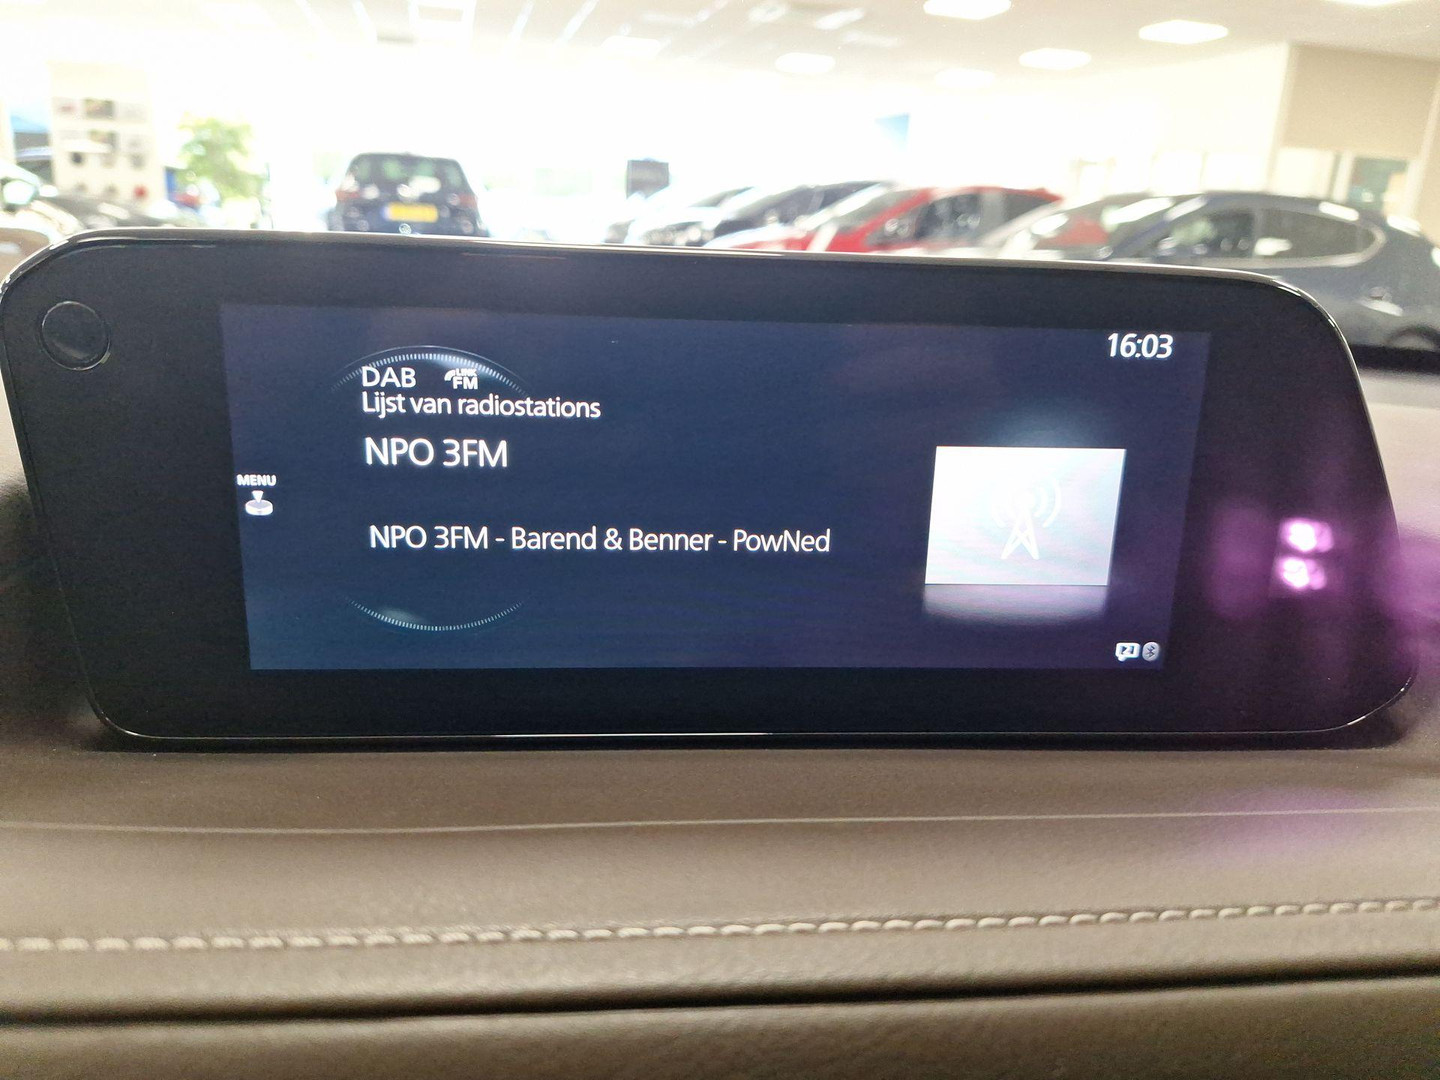 16:03
DAB LINK FM
Lijst van radiostations
NPO 3FM
MENU
NPO 3FM - Barend & Benner - PowNed